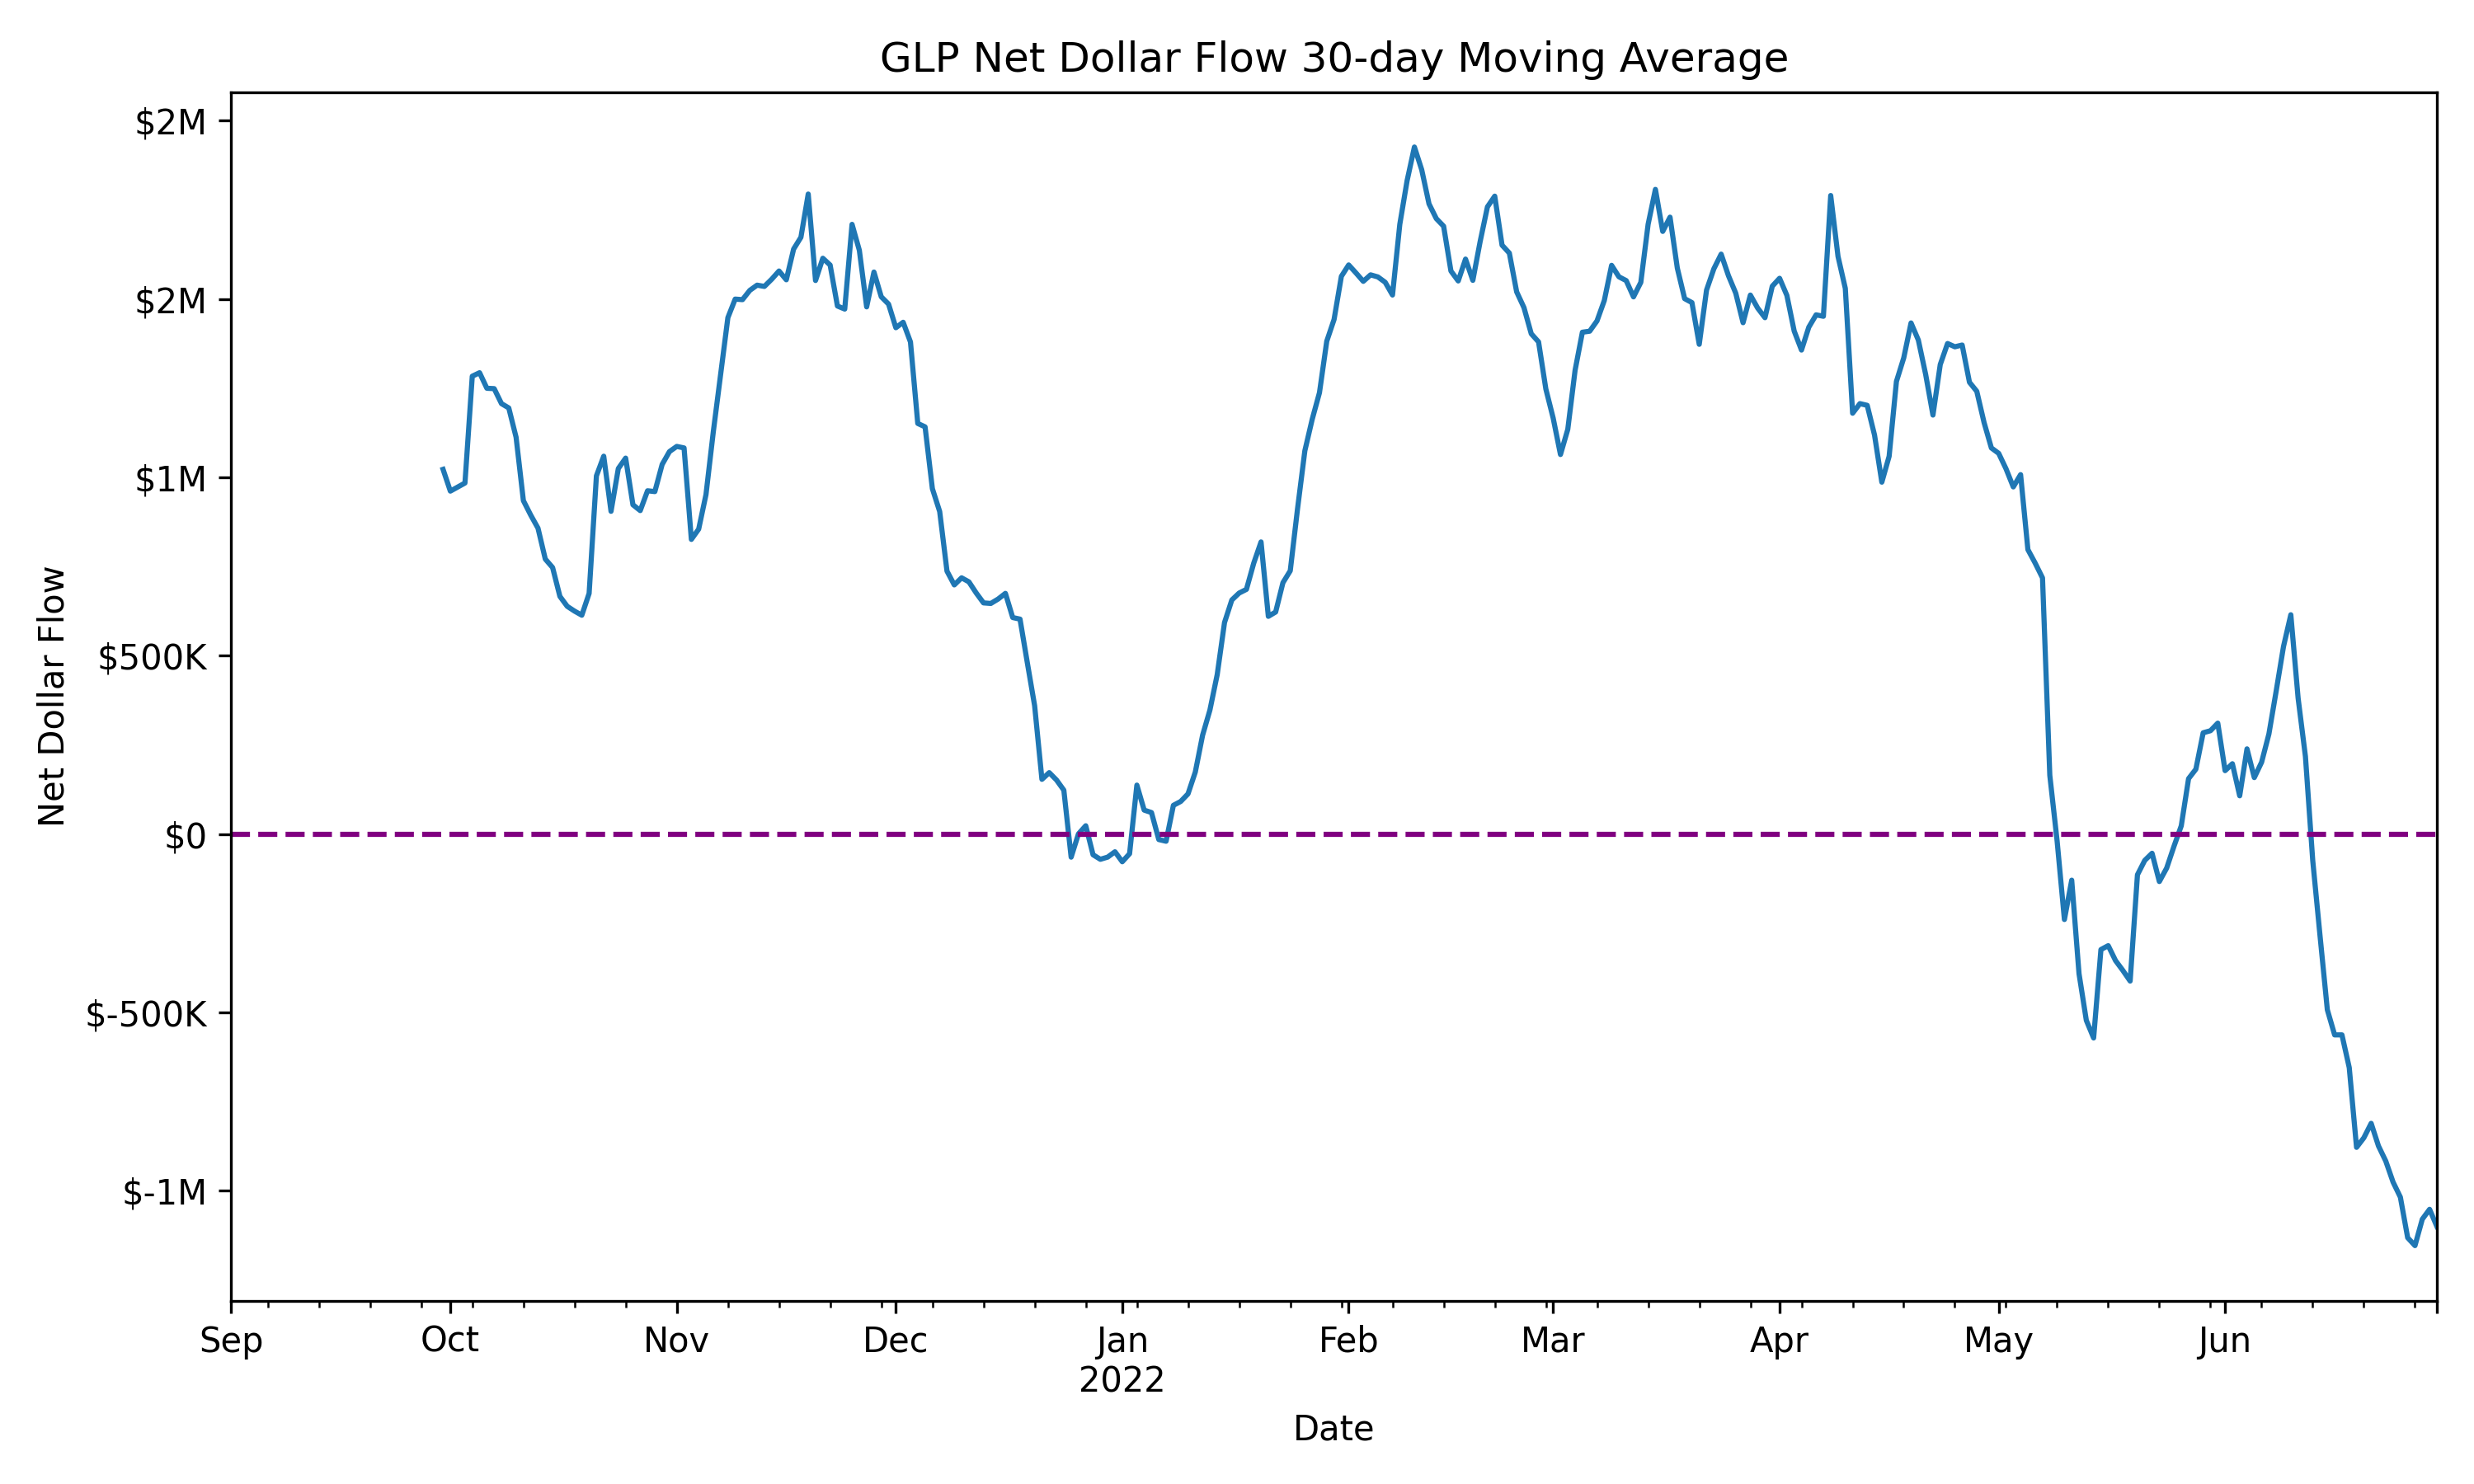 GLP Net Dollar Flow 30-day Moving Average
$2M
$2M
$1M
$500K
$0
$-500K
$-1M
Net Dollar Flow
Sep Oct Nov Dec Jan Feb Mar Apr May Jun
2022
Date